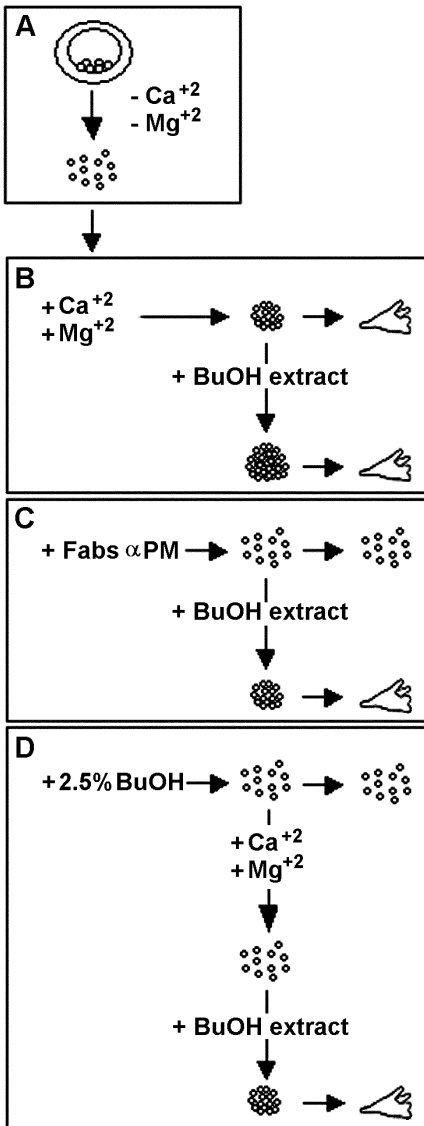 A
- Ca+2
- Mg+2
B
+ Ca+2
+ Mg+2
+ BuOH extract
C
+ Fabs αPM
+ BuOH extract
D
+ 2.5% BuOH
+ Ca+2
+ Mg+2
+ BuOH extract